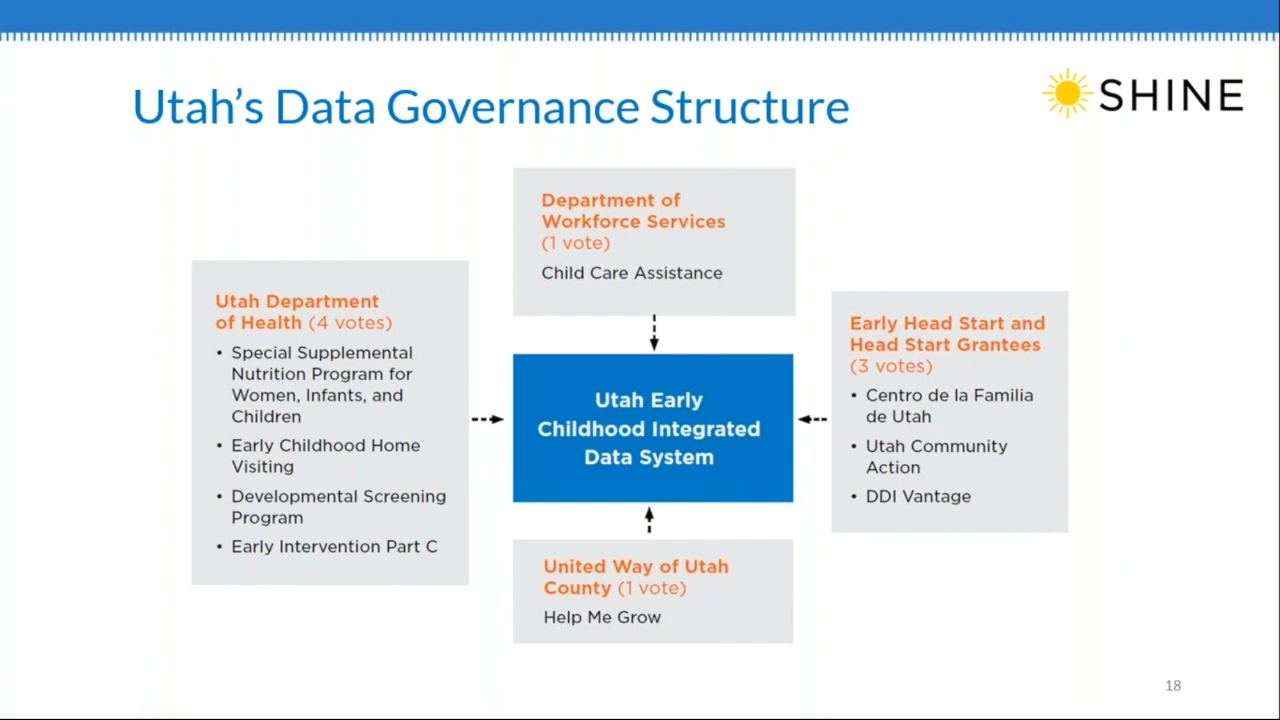 Utah's Data Governance Structure
SHINE
Department of
Workforce Services
(1 vote)
Child Care Assistance
Utah Department
of Health (4 votes)
• Special Supplemental
Nutrition Program for
Women, Infants, and
Children
• Early Childhood Home
Visiting
• Developmental Screening
Program
• Early Intervention Part C
Utah Early
Childhood Integrated
Data System
Early Head Start and
Head Start Grantees
(3 votes)
• Centro de la Familia
de Utah
• Utah Community
Action
• DDI Vantage
United Way of Utah
County (1 vote)
Help Me Grow
18